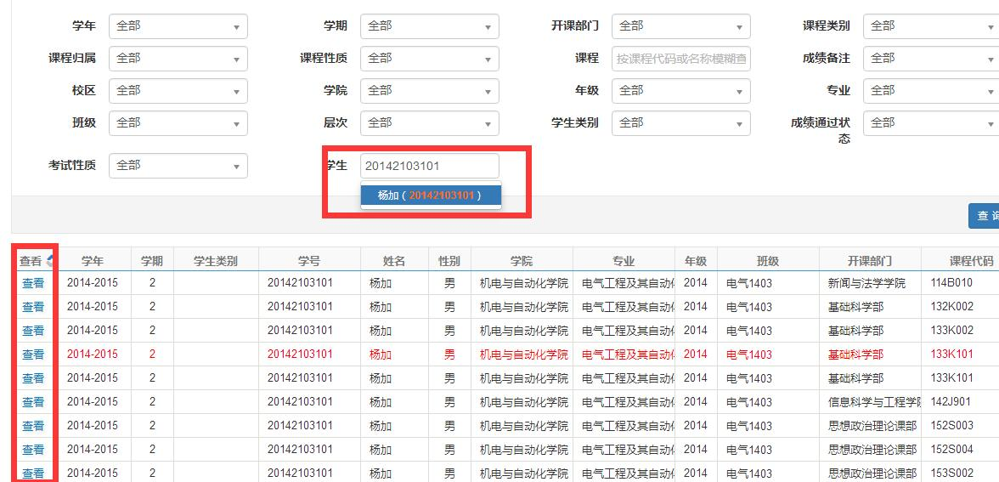 学年 全部 学期 全部 开课部门 全部 课程类别 全部
课程归属 全部 课程性质 全部 课程 按课程代码或名称模糊查 成绩备注 全部
校区 全部 学院 全部 年级 全部 专业 全部
班级 全部 层次 全部 学生类别 全部 成绩通过状态 全部
考试性质 全部 学生 20142103101
杨加 ( 20142103101 )
查 询
查看 学年 学期 学生类别 学号 姓名 性别 学院 专业 年级 班级 开课部门 课程代码
查看 2014-2015 2 20142103101 杨加 男 机电与自动化学院 电气工程及其自动化 2014 电气1403 新闻与法学学院 114B010
查看 2014-2015 2 20142103101 杨加 男 机电与自动化学院 电气工程及其自动化 2014 电气1403 基础科学部 132K002
查看 2014-2015 2 20142103101 杨加 男 机电与自动化学院 电气工程及其自动化 2014 电气1403 基础科学部 133K002
查看 2014-2015 2 20142103101 杨加 男 机电与自动化学院 电气工程及其自动化 2014 电气1403 基础科学部 133K101
查看 2014-2015 2 20142103101 杨加 男 机电与自动化学院 电气工程及其自动化 2014 电气1403 基础科学部 133K101
查看 2014-2015 2 20142103101 杨加 男 机电与自动化学院 电气工程及其自动化 2014 电气1403 信息科学与工程学院 142J901
查看 2014-2015 2 20142103101 杨加 男 机电与自动化学院 电气工程及其自动化 2014 电气1403 思想政治理论课部 152S003
查看 2014-2015 2 20142103101 杨加 男 机电与自动化学院 电气工程及其自动化 2014 电气1403 思想政治理论课部 152S004
查看 2014-2015 2 20142103101 杨加 男 机电与自动化学院 电气工程及其自动化 2014 电气1403 思想政治理论课部 153S002